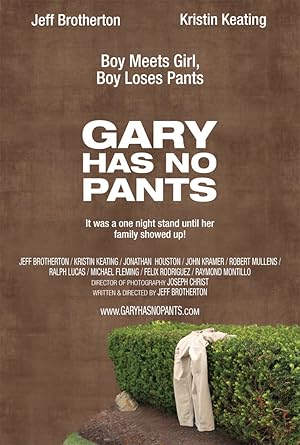 Jeff Brotherton Kristin Keating
Boy Meets Girl,
Boy Loses Pants
GARY
HAS NO
PANTS
It was a one night stand until her
family showed up!
JEFF BROTHERTON / KRISTIN KEATING / JONATHAN HOUSTON / JOHN KRAMER / ROBERT MULLENS /
RALPH LUCAS / MICHAEL FLEMING / FELIX RODRIGUEZ / RAYMOND MONTILLO
DIRECTOR OF PHOTOGRAPHY JOSEPH CHRIST
WRITTEN & DIRECTED BY JEFF BROTHERTON
WWW.GARYHASNOPANTS.COM